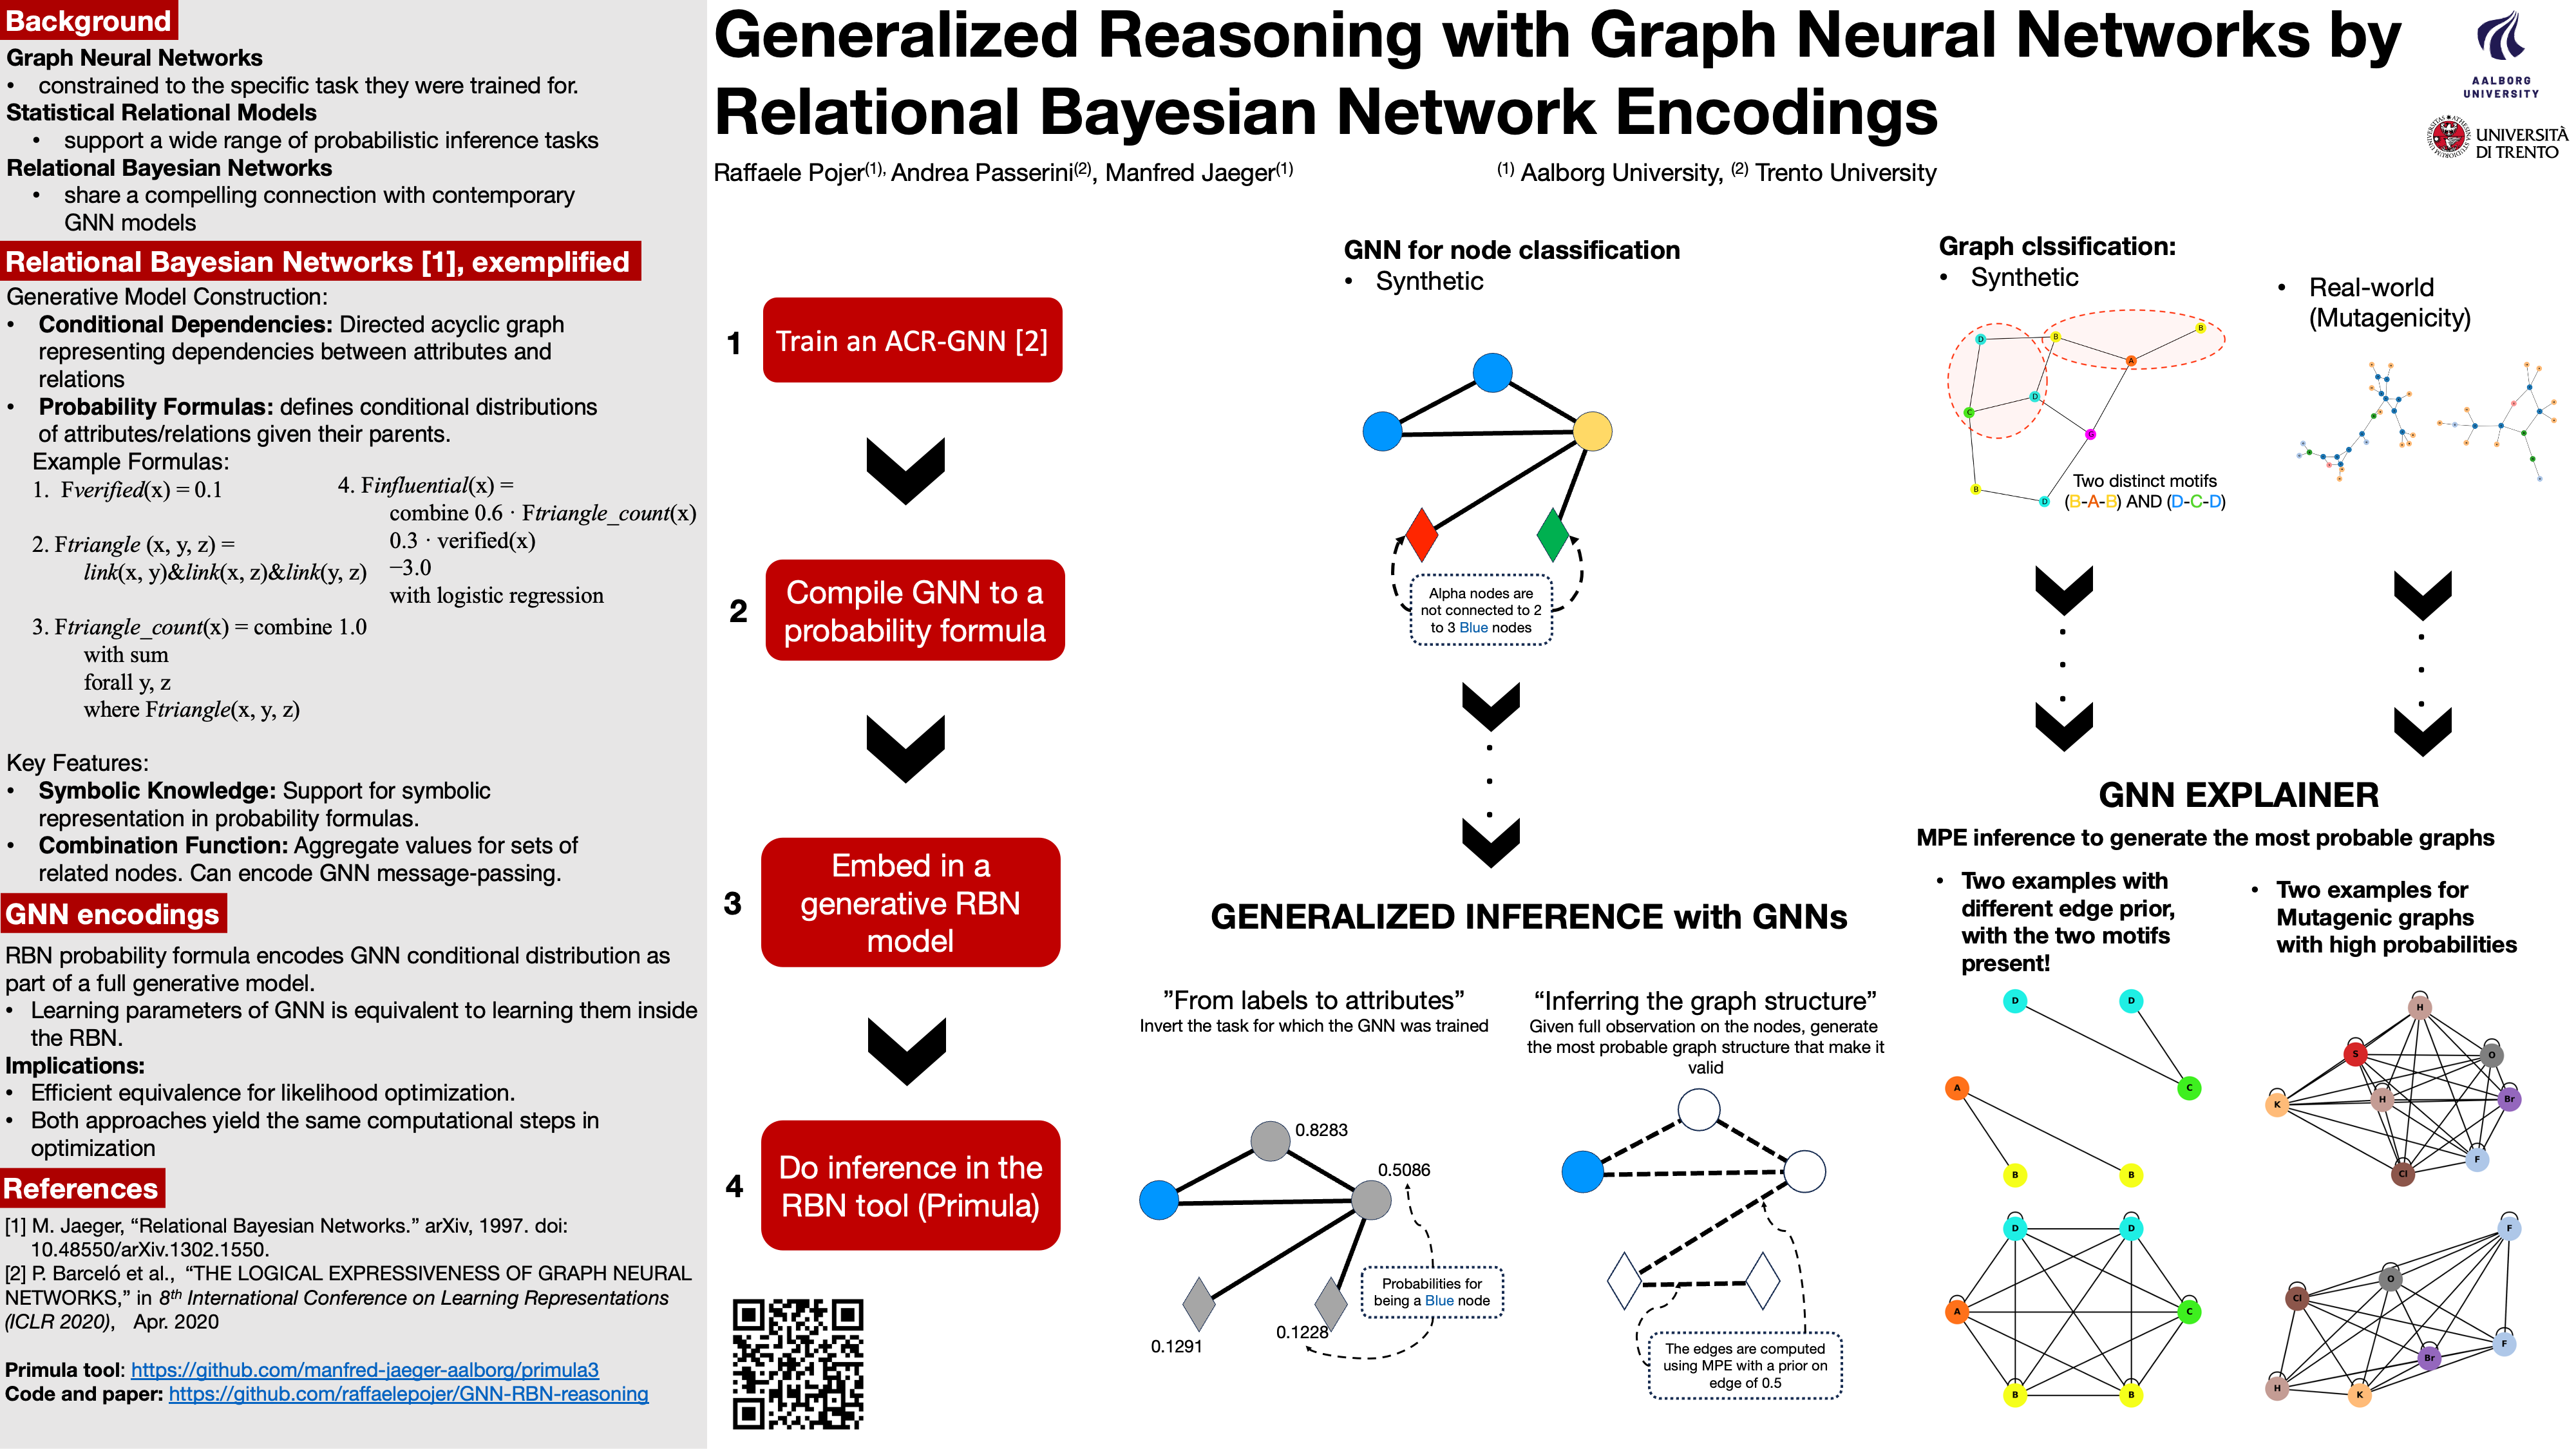 Background
Graph Neural Networks
• constrained to the specific task they were trained for.
Statistical Relational Models
• support a wide range of probabilistic inference tasks
Relational Bayesian Networks
• share a compelling connection with contemporary
GNN models
Relational Bayesian Networks [1], exemplified
Generative Model Construction:
• Conditional Dependencies: Directed acyclic graph
representing dependencies between attributes and
relations
• Probability Formulas: defines conditional distributions
of attributes/relations given their parents.
Example Formulas:
1. Fverified(x) = 0.1
2. Ftriangle (x, y, z) =
link(x, y)&link(x, z)&link(y, z)
3. Ftriangle_count(x) = combine 1.0
with sum
forall y, z
where Ftriangle(x, y, z)
4. Finfluential(x) =
combine 0.6 · Ftriangle_count(x)
0.3 · verified(x)
−3.0
with logistic regression
Key Features:
• Symbolic Knowledge: Support for symbolic
representation in probability formulas.
• Combination Function: Aggregate values for sets of
related nodes. Can encode GNN message-passing.
GNN encodings
RBN probability formula encodes GNN conditional distribution as
part of a full generative model.
• Learning parameters of GNN is equivalent to learning them inside
the RBN.
Implications:
• Efficient equivalence for likelihood optimization.
• Both approaches yield the same computational steps in
optimization
References
[1] M. Jaeger, “Relational Bayesian Networks.” arXiv, 1997. doi:
10.48550/arXiv.1302.1550.
[2] P. Barceló et al., “THE LOGICAL EXPRESSIVENESS OF GRAPH NEURAL
NETWORKS,” in 8th International Conference on Learning Representations
(ICLR 2020), Apr. 2020
Primula tool: https://github.com/manfred-jaeger-aalborg/primula3
Code and paper: https://github.com/raffaelepojer/GNN-RBN-reasoning
Generalized Reasoning with Graph Neural Networks by
Relational Bayesian Network Encodings
Raffaele Pojer(1), Andrea Passerini(2), Manfred Jaeger(1)
(1) Aalborg University, (2) Trento University
AALBORG
UNIVERSITY
UNIVERSITÀ
DI TRENTO
1
Train an ACR-GNN [2]
2
Compile GNN to a
probability formula
3
Embed in a
generative RBN
model
4
Do inference in the
RBN tool (Primula)
GNN for node classification
• Synthetic
Alpha nodes are
not connected to 2
to 3 Blue nodes
GENERALIZED INFERENCE with GNNs
”From labels to attributes”
Invert the task for which the GNN was trained
0.8283
0.5086
Probabilities for
being a Blue node
0.1291
0.1228
“Inferring the graph structure”
Given full observation on the nodes, generate
the most probable graph structure that make it
valid
The edges are computed
using MPE with a prior on
edge of 0.5
Graph clssification:
• Synthetic
D
B
B
A
D
C
B
D
Two distinct motifs
(B-A-B) AND (D-C-D)
• Real-world
(Mutagenicity)
GNN EXPLAINER
MPE inference to generate the most probable graphs
• Two examples with
different edge prior,
with the two motifs
present!
D
D
A
C
B
B
D
D
A
C
B
B
• Two examples for
Mutagenic graphs
with high probabilities
H
S
O
K
H
Br
F
Cl
F
O
Cl
F
Br
H
K